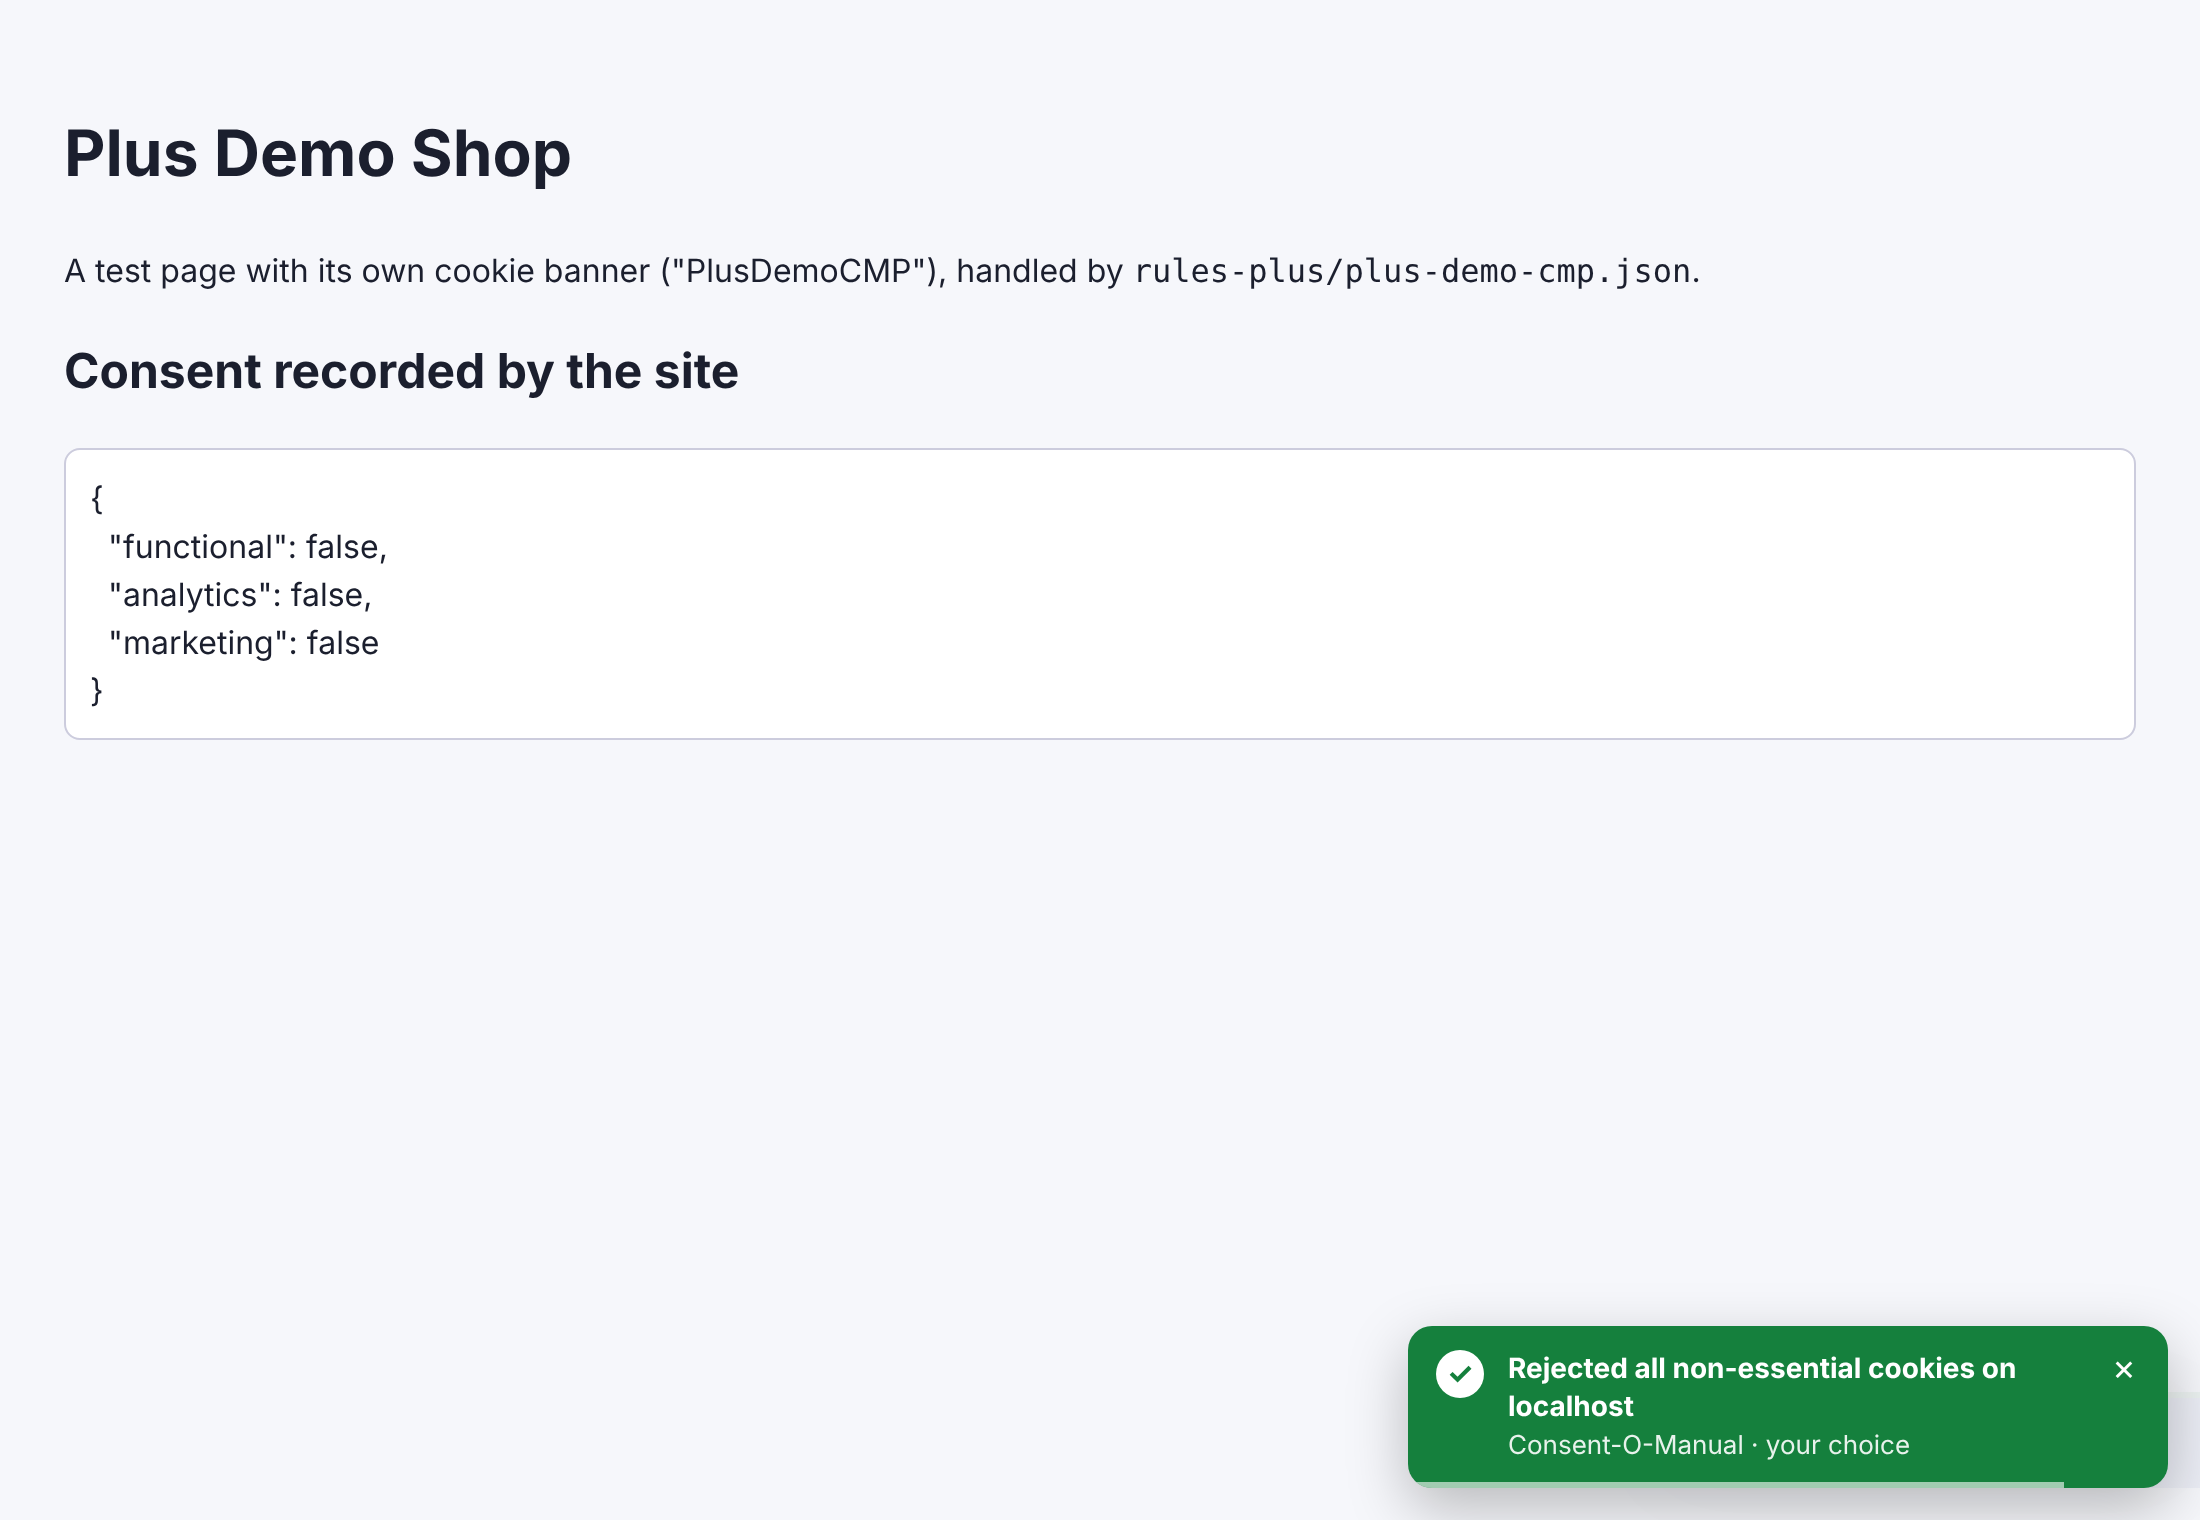 Plus Demo Shop
A test page with its own cookie banner ("PlusDemoCMP"), handled by rules-plus/plus-demo-cmp.json.
Consent recorded by the site
{
  "functional": false,
  "analytics": false,
  "marketing": false
}
Rejected all non-essential cookies on
localhost
Consent-O-Manual · your choice